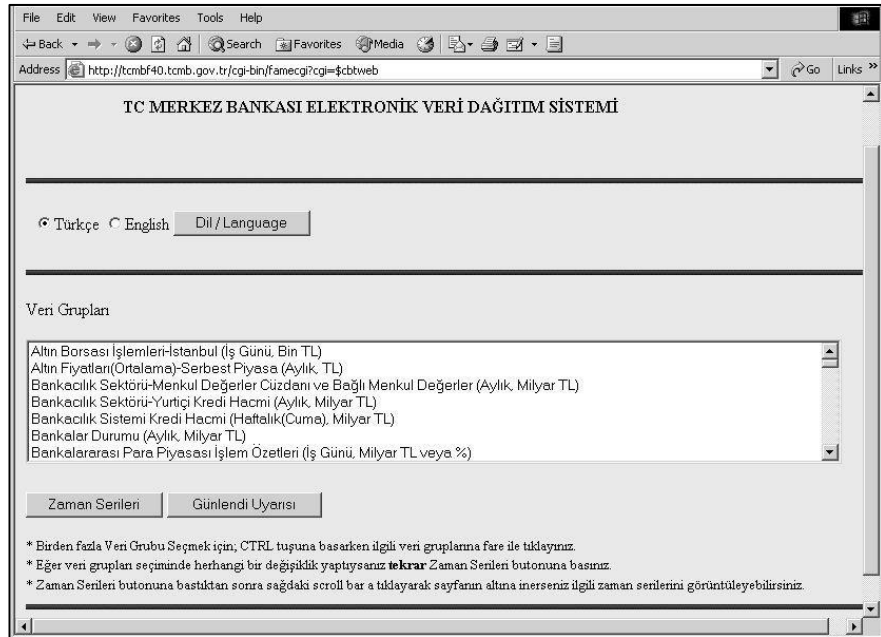 File Edit View Favorites Tools Help
Back Search Favorites Media
Address http://tcmbf40.tcmb.gov.tr/cgi-bin/famecgi?cgi=$cbtweb Go Links »
TC MERKEZ BANKASI ELEKTRONİK VERİ DAĞITIM SİSTEMİ
Türkçe English Dil / Language
Veri Grupları
Altın Borsası İşlemleri-İstanbul (İş Günü, Bin TL)
Altın Fiyatları(Ortalama)-Serbest Piyasa (Aylık, TL)
Bankacılık Sektörü-Menkul Değerler Cüzdanı ve Bağlı Menkul Değerler (Aylık, Milyar TL)
Bankacılık Sektörü-Yurtiçi Kredi Hacmi (Aylık, Milyar TL)
Bankacılık Sistemi Kredi Hacmi (Haftalık(Cuma), Milyar TL)
Bankalar Durumu (Aylık, Milyar TL)
Bankalararası Para Piyasası İşlem Özetleri (İş Günü, Milyar TL veya %)
Zaman Serileri Günlendi Uyarısı
* Birden fazla Veri Grubu Seçmek için; CTRL tuşuna basarken ilgili veri gruplarına fare ile tıklayınız.
* Eğer veri grupları seçiminde herhangi bir değişiklik yaptıysanız tekrar Zaman Serileri butonuna basınız.
* Zaman Serileri butonuna bastıktan sonra sağdaki scroll bar a tıklayarak sayfanın altına inerseniz ilgili zaman serilerini görüntüleyebilirsiniz.